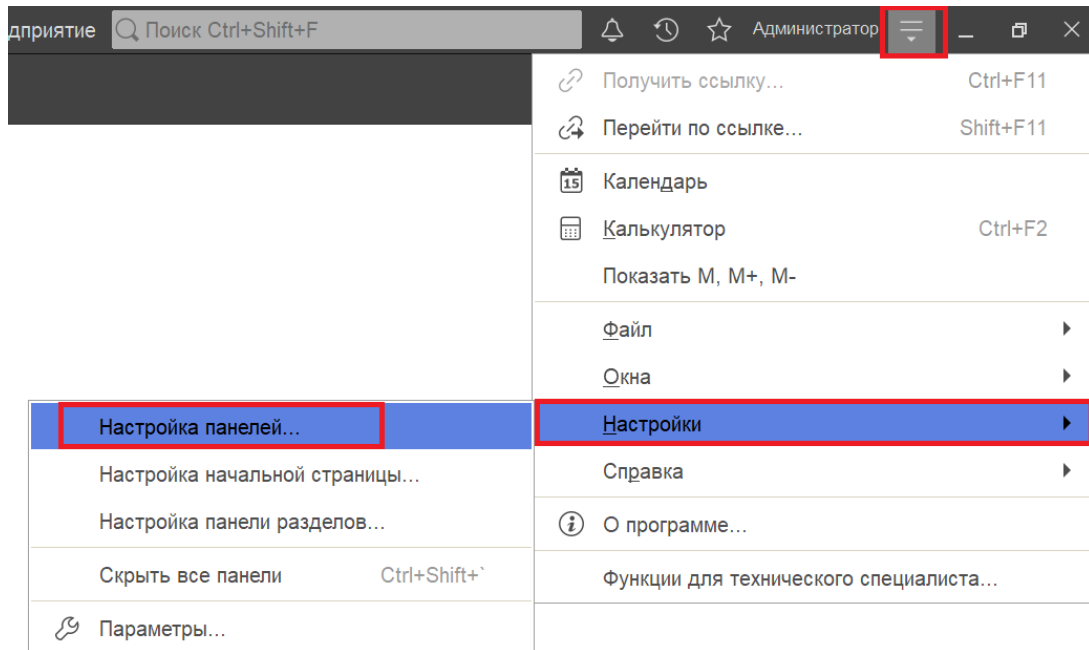 дприятие
Поиск Ctrl+Shift+F
Администратор
Получить ссылку... Ctrl+F11
Перейти по ссылке... Shift+F11
15
Календарь
Калькулятор Ctrl+F2
Показать M, M+, M-
Файл
Окна
Настройки
Справка
О программе...
Функции для технического специалиста...
Настройка панелей...
Настройка начальной страницы...
Настройка панели разделов...
Скрыть все панели Ctrl+Shift+`
Параметры...